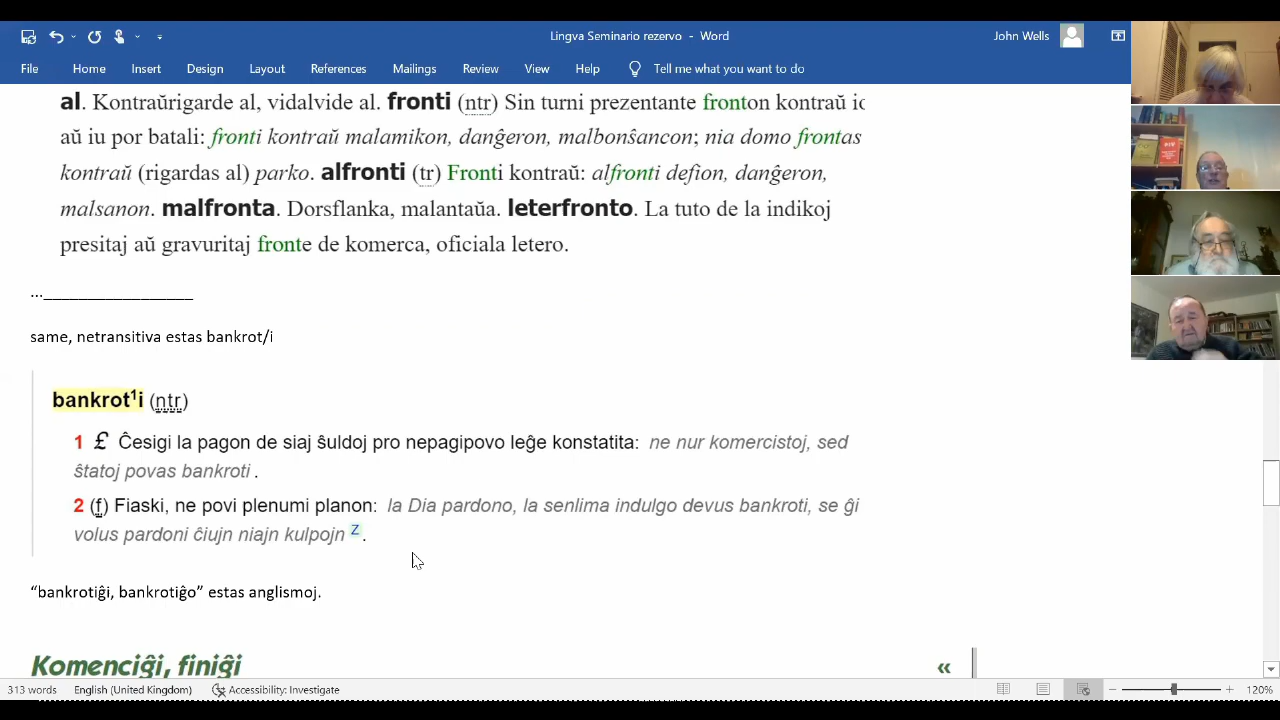 Lingva Seminario rezervo - Word
John Wells
File Home Insert Design Layout References Mailings Review View Help Tell me what you want to do
al. Kontraŭrigarde al, vidalvide al. fronti (ntr) Sin turni prezentante fronton kontraŭ
aŭ iu por batali: fronti kontraŭ malamikon, danĝeron, malbonŝancon; nia domo frontas
kontraŭ (rigardas al) parko. alfronti (tr) Fronti kontraŭ: alfronti defion, danĝeron,
malsanon. malfronta. Dorsflanka, malantaŭa. leterfronto. La tuto de la indikoj
presitaj aŭ gravuritaj fronte de komerca, oficiala letero.
...__________________
same, netransitiva estas bankrot/i
bankrot¹i (ntr)
1 £ Ĉesigi la pagon de siaj ŝuldoj pro nepagipovo leĝe konstatita: ne nur komercistoj, sed
ŝtatoj povas bankroti .
2 (f) Fiaski, ne povi plenumi planon: la Dia pardono, la senlima indulgo devus bankroti, se ĝi
volus pardoni ĉiujn niajn kulpojn Z .
“bankrotiĝi, bankrotiĝo” estas anglismoj.
Komenciĝi, finiĝi «
313 words English (United Kingdom) Accessibility: Investigate 120%